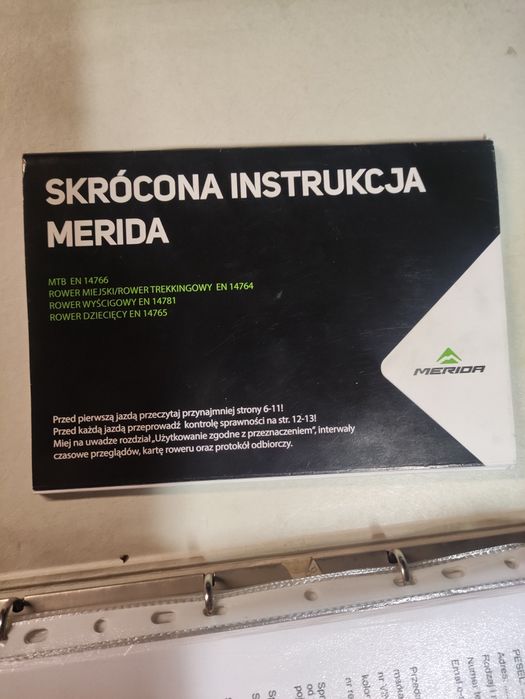 SKRÓCONA INSTRUKCJA
MERIDA
MTB EN 14766
ROWER MIEJSKI/ROWER TREKKINGOWY EN 14764
ROWER WYŚCIGOWY EN 14781
ROWER DZIECIĘCY EN 14765
MERIDA
Przed pierwszą jazdą przeczytaj przynajmniej strony 6-11!
Przed każdą jazdą przeprowadź kontrolę sprawności na str. 12-13!
Miej na uwadze rozdział „Użytkowanie zgodne z przeznaczeniem”, interwały
czasowe przeglądów, kartę roweru oraz protokół odbiorczy.
PESEL
Adres